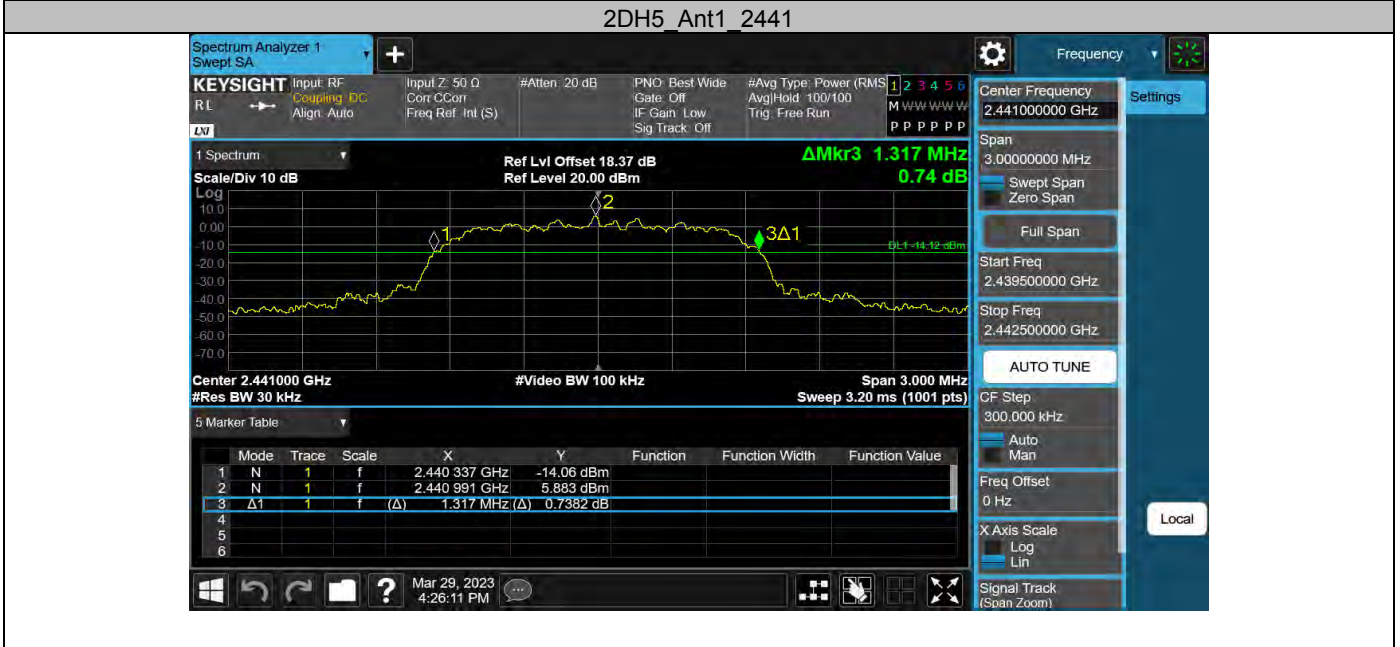 2DH5_Ant1_2441
Spectrum Analyzer 1
Swept SA
+
Frequency
KEYSIGHT
RL
LXI
Input: RF
Coupling: DC
Align: Auto
Input Z: 50 Ω
Corr CCorr
Freq Ref: Int (S)
#Atten: 20 dB
PNO: Best Wide
Gate: Off
IF Gain: Low
Sig Track: Off
#Avg Type: Power (RMS
Avg|Hold: 100/100
Trig: Free Run
1 2 3 4 5 6
M W W W W W
P P P P P P
1 Spectrum
Scale/Div 10 dB
Ref Lvl Offset 18.37 dB
Ref Level 20.00 dBm
ΔMkr3 1.317 MHz
0.74 dB
Log
10.0
0.00
-10.0
-20.0
-30.0
-40.0
-50.0
-60.0
-70.0
1
2
3Δ1
DL1 -14.12 dBm
Center 2.441000 GHz
#Video BW 100 kHz
Span 3.000 MHz
#Res BW 30 kHz
Sweep 3.20 ms (1001 pts)
5 Marker Table
Mode Trace Scale X Y Function Function Width Function Value
1 N 1 f 2.440 337 GHz -14.06 dBm
2 N 1 f 2.440 991 GHz 5.883 dBm
3 Δ1 1 f (Δ) 1.317 MHz (Δ) 0.7382 dB
4
5
6
Mar 29, 2023
4:26:11 PM
?
Center Frequency
2.441000000 GHz
Settings
Span
3.00000000 MHz
Swept Span
Zero Span
Full Span
Start Freq
2.439500000 GHz
Stop Freq
2.442500000 GHz
AUTO TUNE
CF Step
300.000 kHz
Auto
Man
Freq Offset
0 Hz
X Axis Scale
Log
Lin
Signal Track
(Span Zoom)
Local